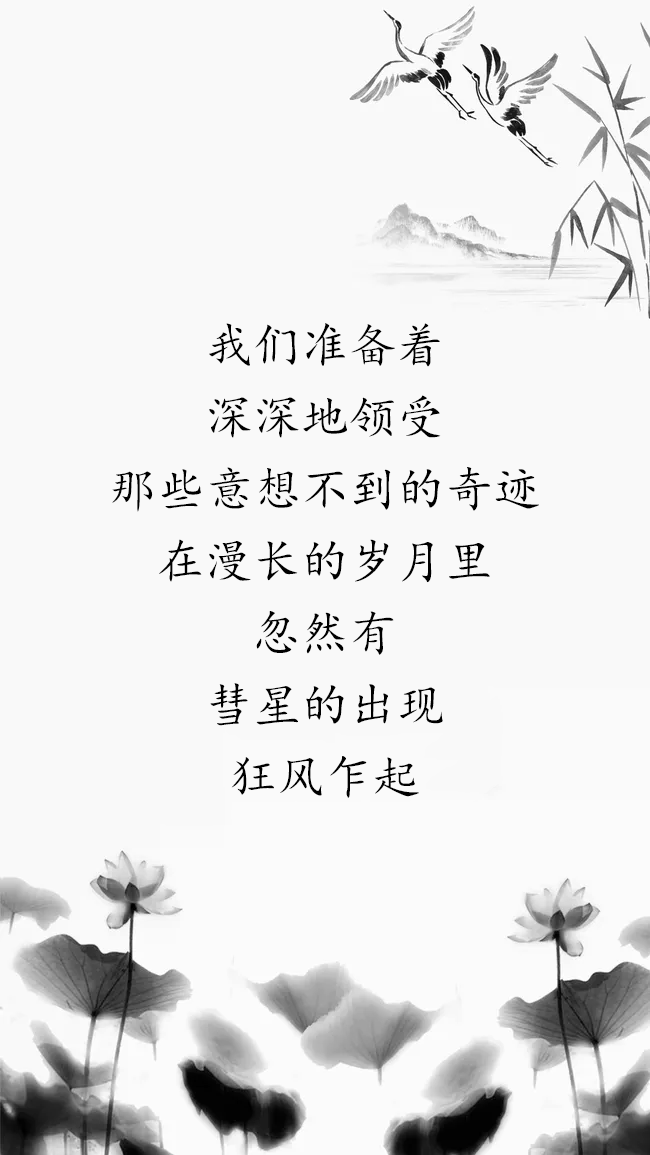 我们准备着
深深地领受
那些意想不到的奇迹
在漫长的岁月里
忽然有
彗星的出现
狂风乍起